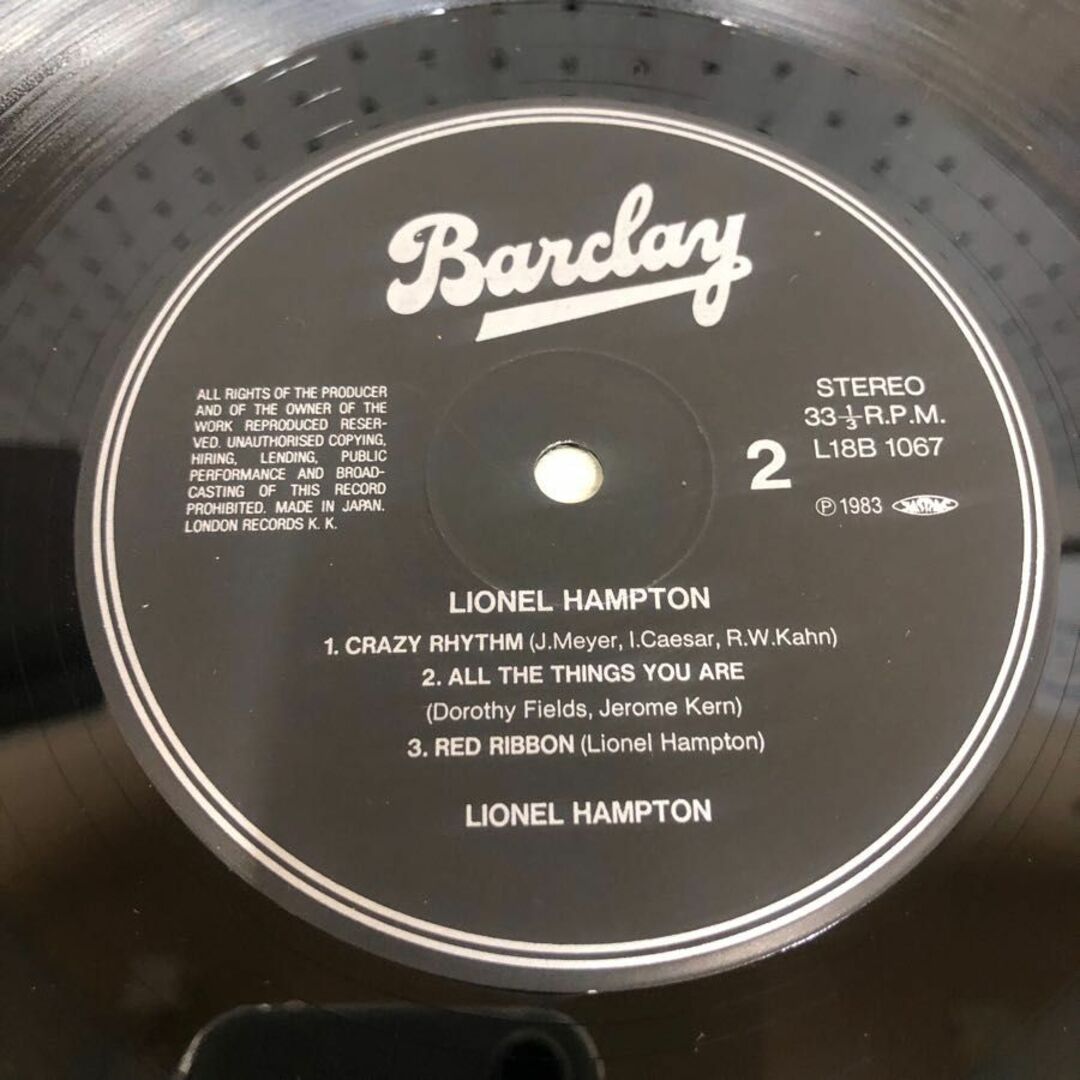 Barclay
ALL RIGHTS OF THE PRODUCER
AND OF THE OWNER OF THE
WORK REPRODUCED RESER-
VED. UNAUTHORISED COPYING,
HIRING, LENDING, PUBLIC
PERFORMANCE AND BROAD-
CASTING OF THIS RECORD
PROHIBITED. MADE IN JAPAN.
LONDON RECORDS K. K.
STEREO
33 1/3 R.P.M.
L18B 1067
2
Ⓟ 1983 JASRAC
LIONEL HAMPTON
1. CRAZY RHYTHM (J.Meyer, I.Caesar, R.W.Kahn)
2. ALL THE THINGS YOU ARE
(Dorothy Fields, Jerome Kern)
3. RED RIBBON (Lionel Hampton)
LIONEL HAMPTON